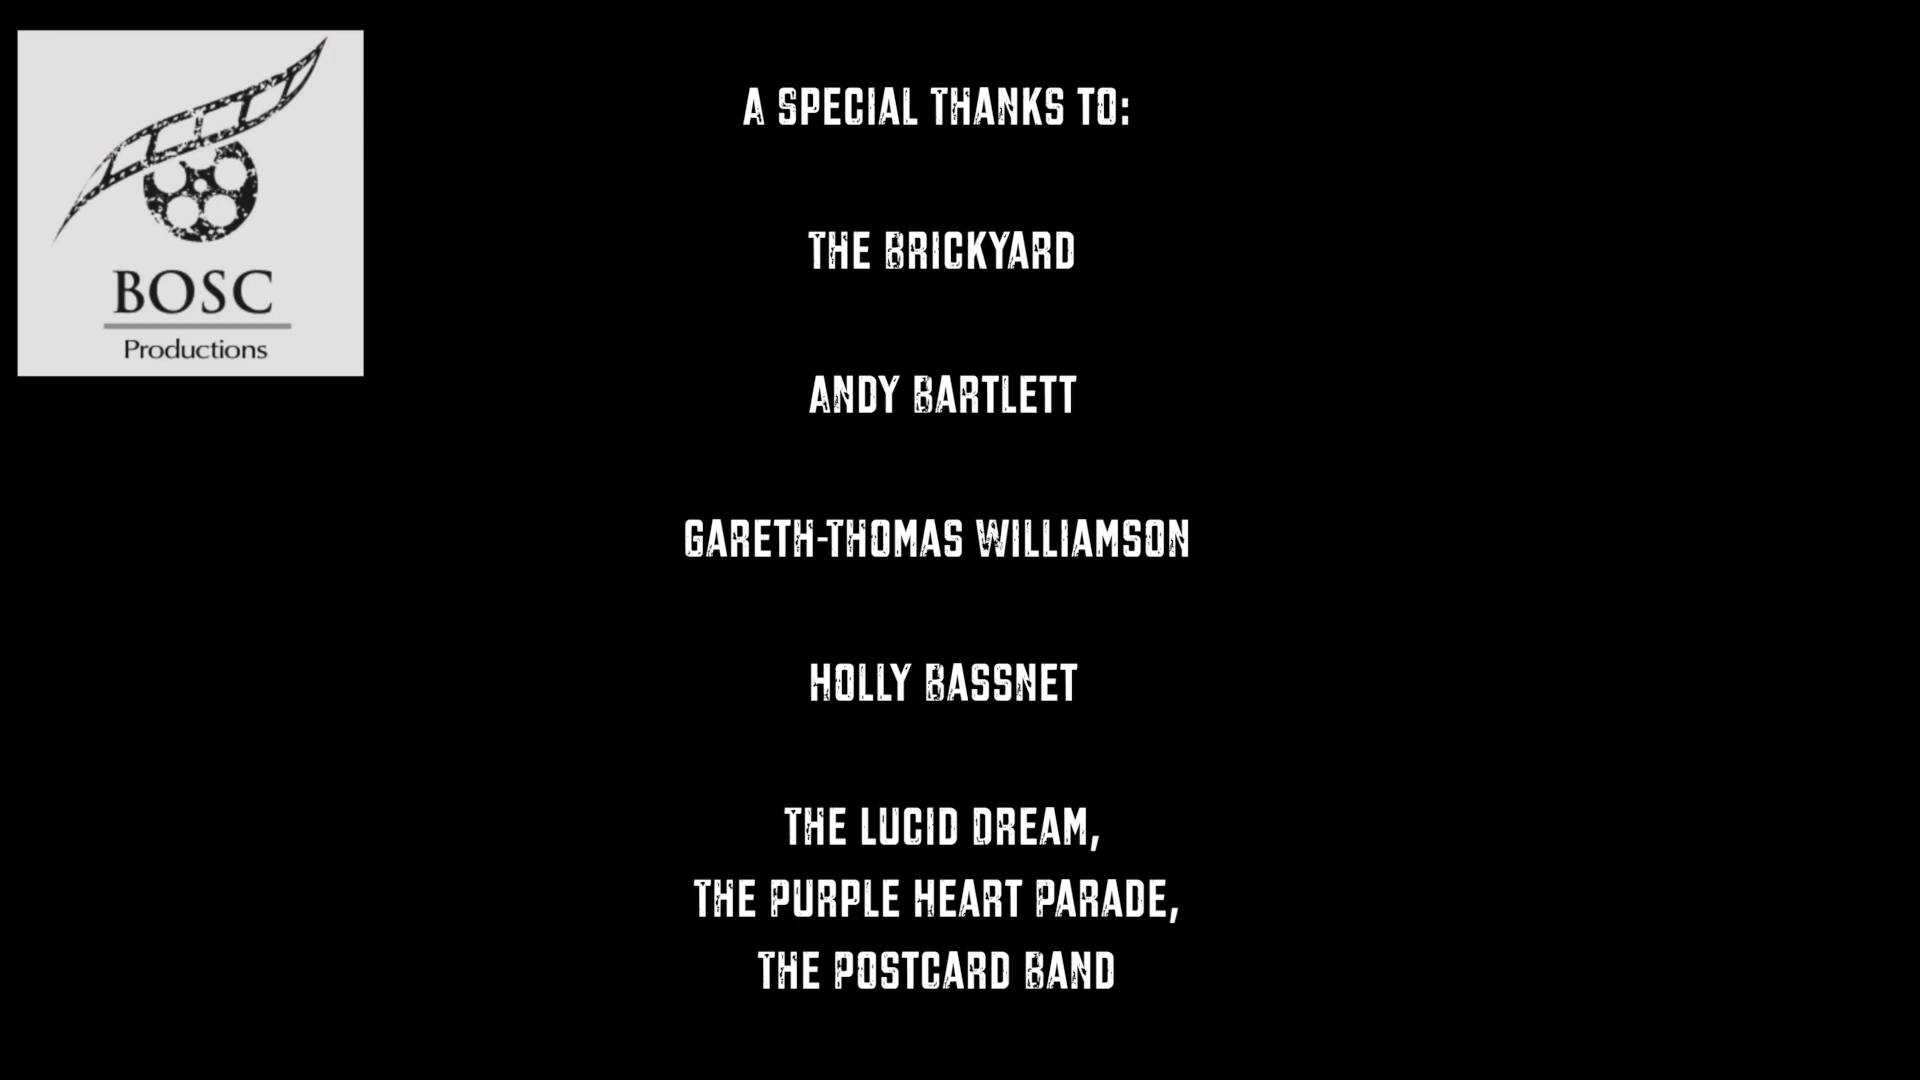 BOSC
Productions
A SPECIAL THANKS TO:
THE BRICKYARD
ANDY BARTLETT
GARETH-THOMAS WILLIAMSON
HOLLY BASSNET
THE LUCID DREAM,
THE PURPLE HEART PARADE,
THE POSTCARD BAND